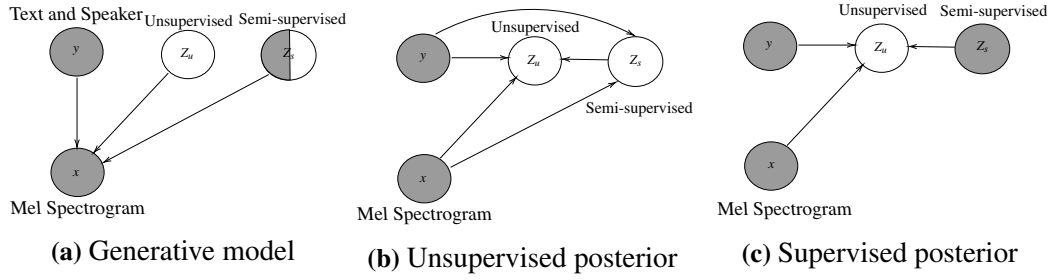 Text and Speaker
Unsupervised
Semi-supervised
y
Z_u
Z_s
x
Mel Spectrogram
(a) Generative model
Unsupervised
y
Z_u
Z_s
Semi-supervised
x
Mel Spectrogram
(b) Unsupervised posterior
Unsupervised
Semi-supervised
y
Z_u
Z_s
x
Mel Spectrogram
(c) Supervised posterior